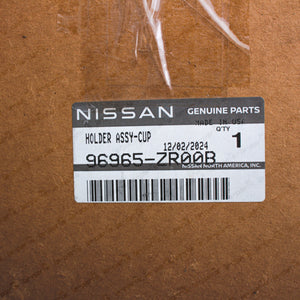 NISSAN GENUINE PARTS
MADE IN USA
HOLDER ASSY-CUP Q'TY
12/02/2024 1
96965-ZR00B
NISSAN NORTH AMERICA, INC.